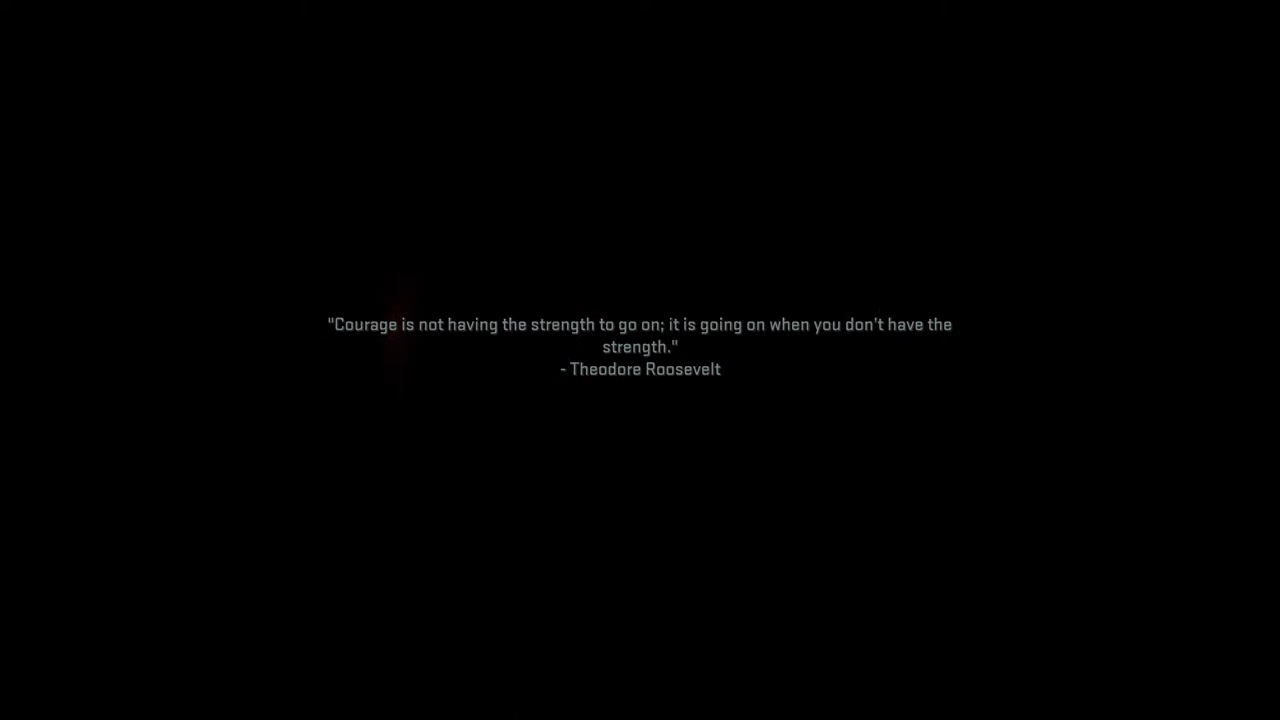 "Courage is not having the strength to go on; it is going on when you don't have the
strength."
- Theodore Roosevelt